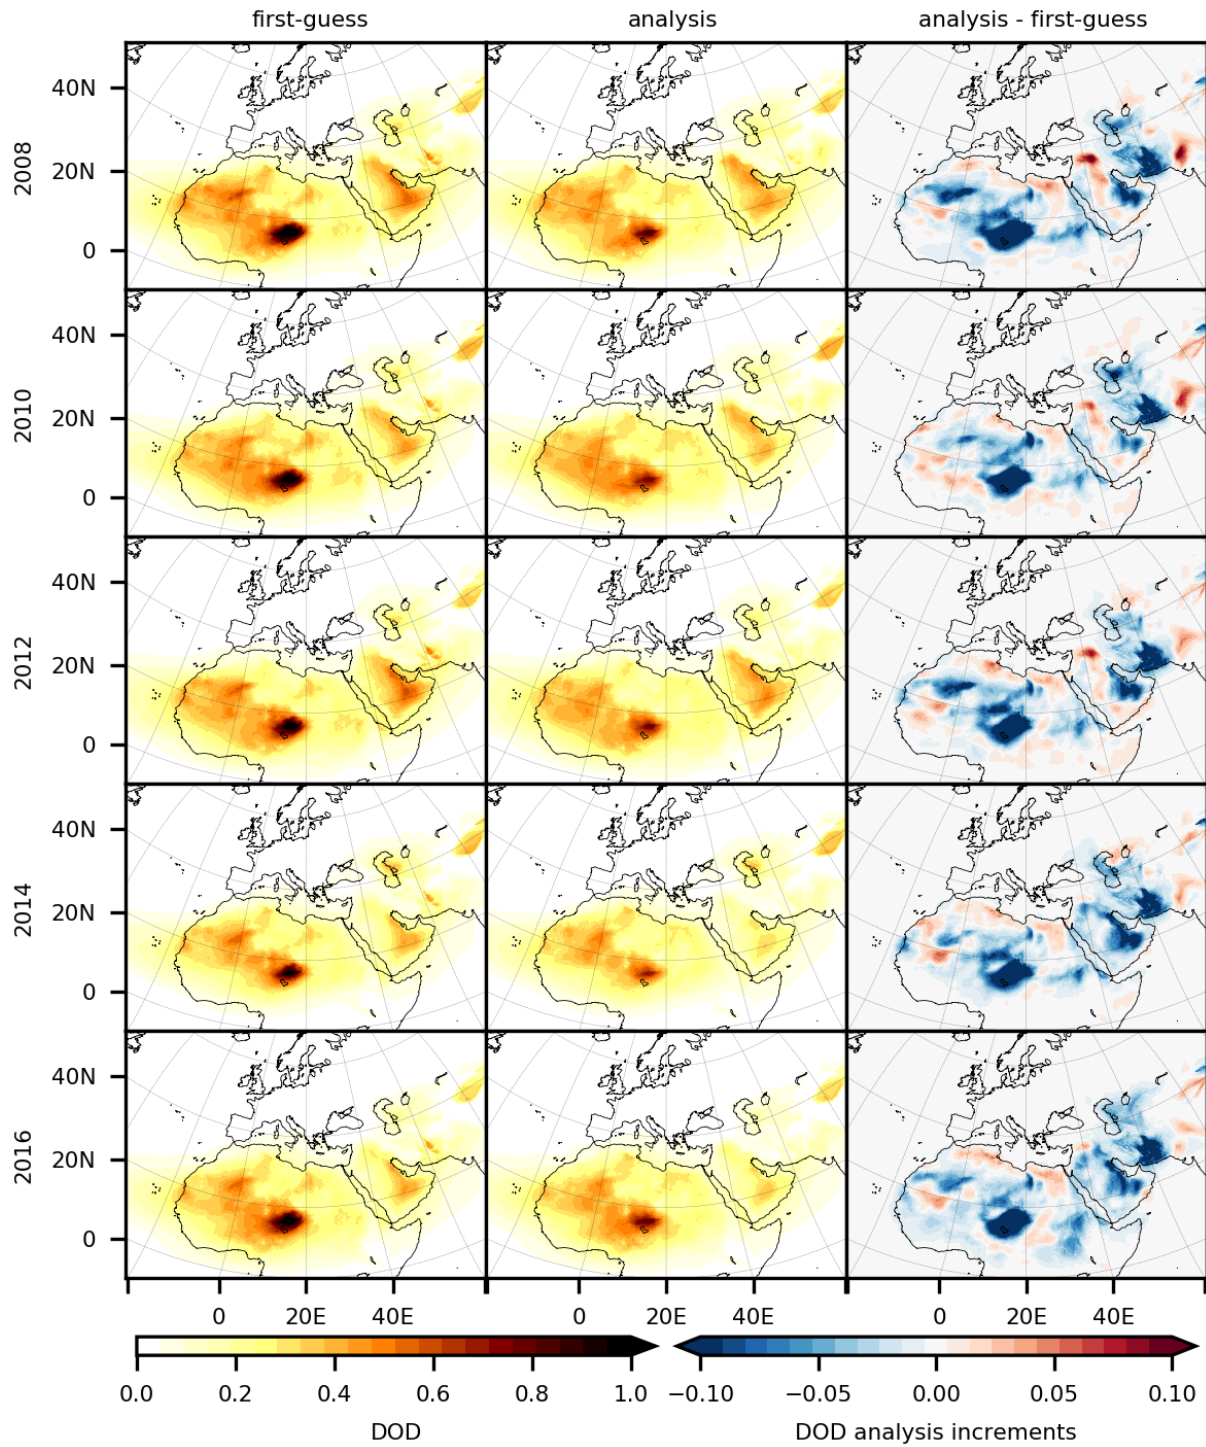 first-guess analysis analysis - first-guess
2008
40N
20N
0
2010
40N
20N
0
2012
40N
20N
0
2014
40N
20N
0
2016
40N
20N
0
0 20E 40E 0 20E 40E 0 20E 40E
0.0 0.2 0.4 0.6 0.8 1.0
DOD
−0.10 −0.05 0.00 0.05 0.10
DOD analysis increments